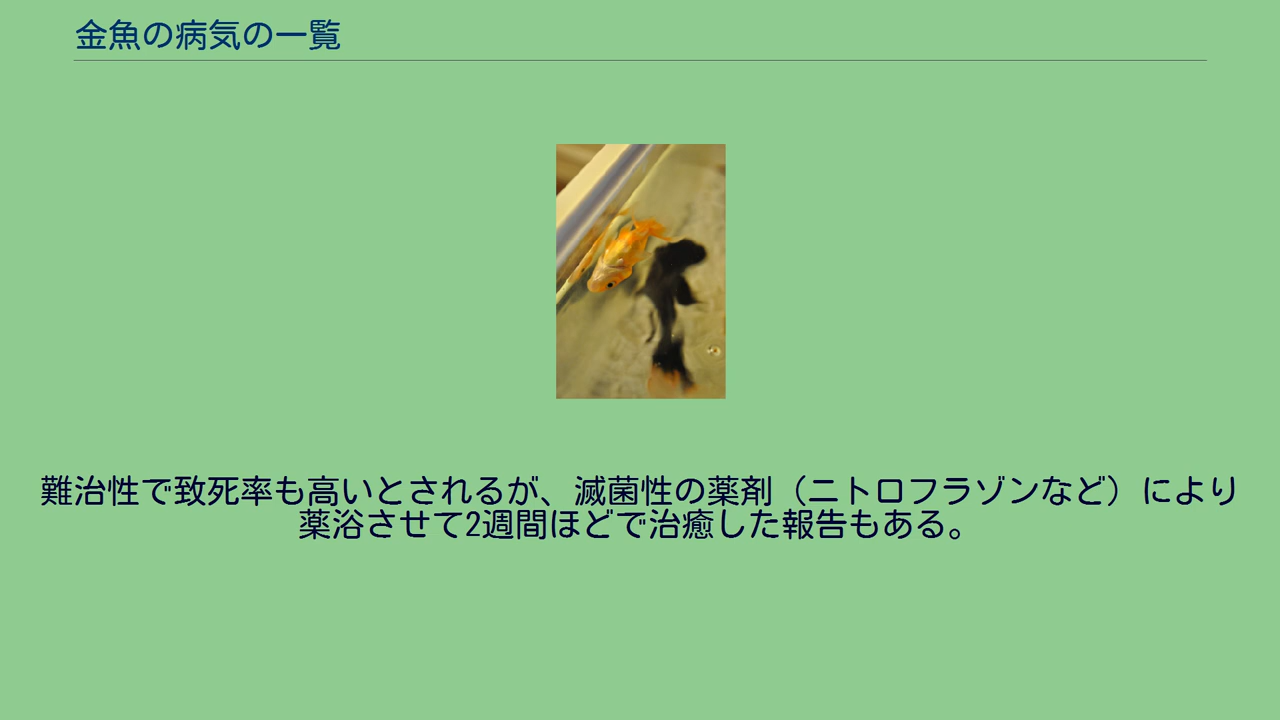 金魚の病気の一覧
難治性で致死率も高いとされるが、滅菌性の薬剤（ニトロフラゾンなど）により
薬浴させて2週間ほどで治癒した報告もある。